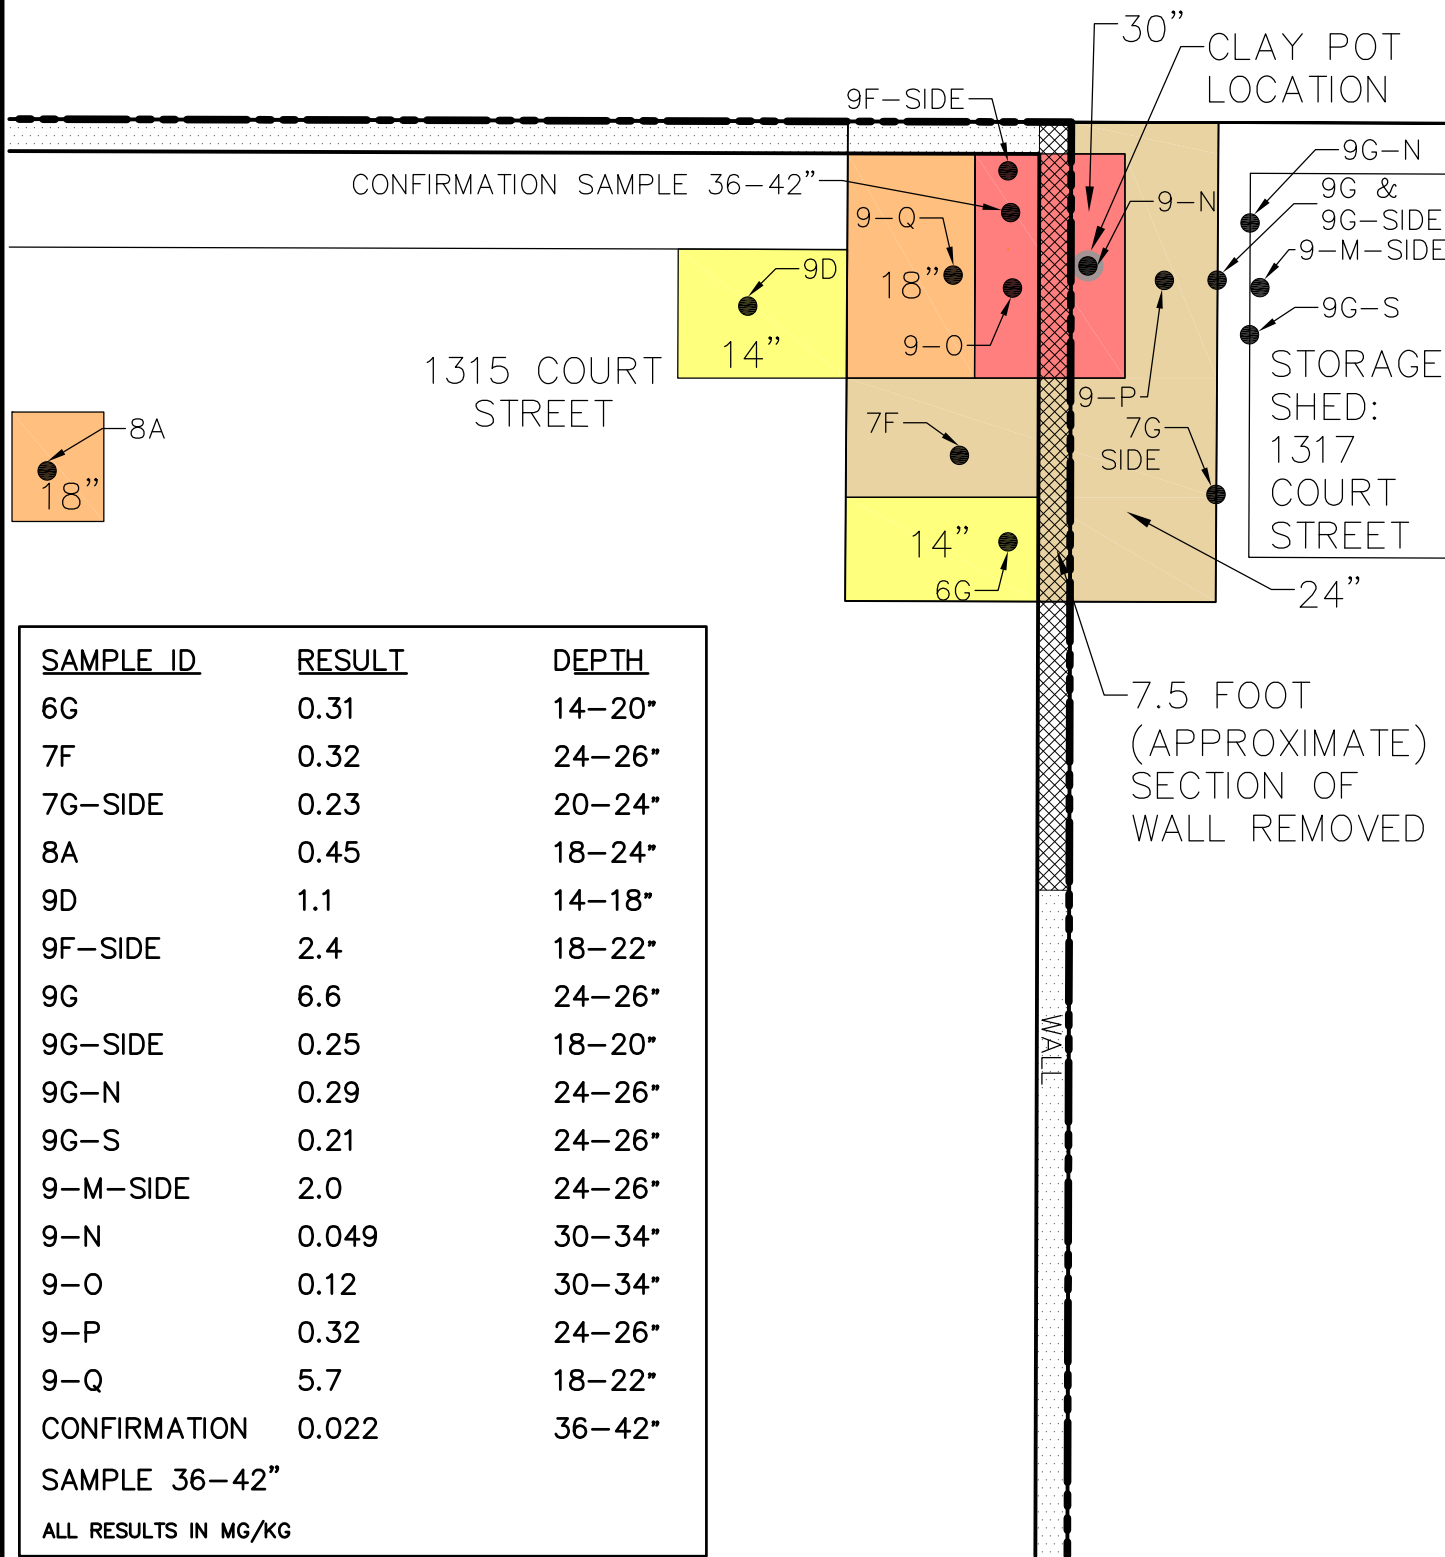 30”
CLAY POT
LOCATION
9F-SIDE
9G-N
CONFIRMATION SAMPLE 36-42”
9G &
9G-SIDE
9-N
9-Q
9-M-SIDE
9D
18”
9G-S
14”
9-O
1315 COURT
STREET
STORAGE
SHED:
1317
COURT
STREET
9-P
7F
7G
SIDE
8A
18”
14”
6G
24”
7.5 FOOT
(APPROXIMATE)
SECTION OF
WALL REMOVED
WALL
SAMPLE ID RESULT DEPTH
6G 0.31 14-20"
7F 0.32 24-26"
7G-SIDE 0.23 20-24"
8A 0.45 18-24"
9D 1.1 14-18"
9F-SIDE 2.4 18-22"
9G 6.6 24-26"
9G-SIDE 0.25 18-20"
9G-N 0.29 24-26"
9G-S 0.21 24-26"
9-M-SIDE 2.0 24-26"
9-N 0.049 30-34"
9-O 0.12 30-34"
9-P 0.32 24-26"
9-Q 5.7 18-22"
CONFIRMATION 0.022 36-42"
SAMPLE 36-42”
ALL RESULTS IN MG/KG